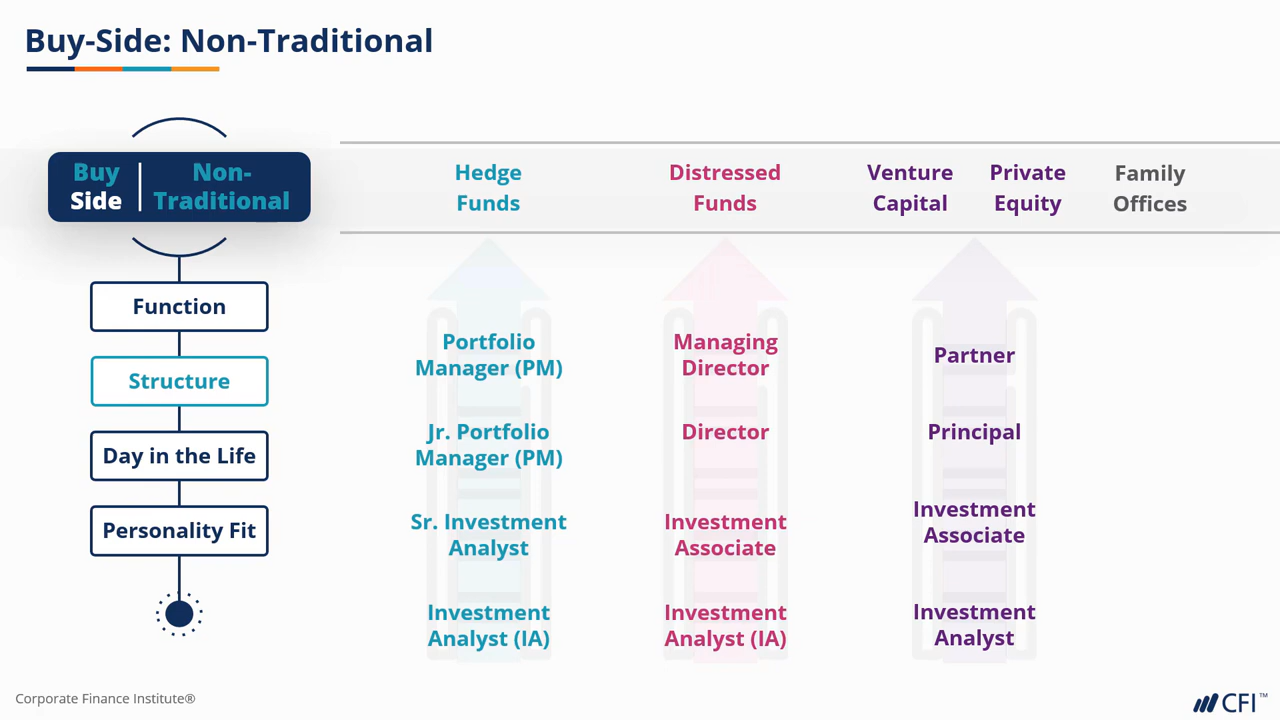 Buy-Side: Non-Traditional
Buy
Side
Non-
Traditional
Hedge
Funds
Distressed
Funds
Venture
Capital
Private
Equity
Family
Offices
Function
Structure
Day in the Life
Personality Fit
Portfolio
Manager (PM)
Jr. Portfolio
Manager (PM)
Sr. Investment
Analyst
Investment
Analyst (IA)
Managing
Director
Director
Investment
Associate
Investment
Analyst (IA)
Partner
Principal
Investment
Associate
Investment
Analyst
Corporate Finance Institute®
CFI™